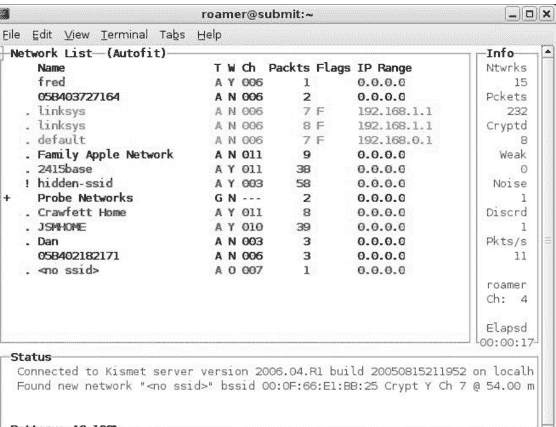 roamer@submit:~
File Edit View Terminal Tabs Help
Network List (Autofit)
Name T W Ch Packts Flags IP Range
fred A Y 006 1 0.0.0.0
05B403727164 A N 006 2 0.0.0.0
. linksys A N 006 7 F 192.168.1.1
. linksys A N 006 8 F 192.168.1.1
. default A N 006 7 F 192.168.0.1
. Family Apple Network A N 011 9 0.0.0.0
. 2415base A Y 011 38 0.0.0.0
! hidden-ssid A Y 003 58 0.0.0.0
+ Probe Networks G N --- 2 0.0.0.0
. Crawfett Home A Y 011 8 0.0.0.0
. JSMHOME A Y 010 39 0.0.0.0
. Dan A N 003 3 0.0.0.0
05B402182171 A N 006 3 0.0.0.0
. <no ssid> A O 007 1 0.0.0.0
Info
Ntwrks
15
Pckets
232
Cryptd
8
Weak
0
Noise
1
Discrd
1
Pkts/s
11
roamer
Ch: 4
Elapsd
00:00:17
Status
Connected to Kismet server version 2006.04.R1 build 20050815211952 on localh
Found new network "<no ssid>" bssid 00:0F:66:E1:BB:25 Crypt Y Ch 7 @ 54.00 m